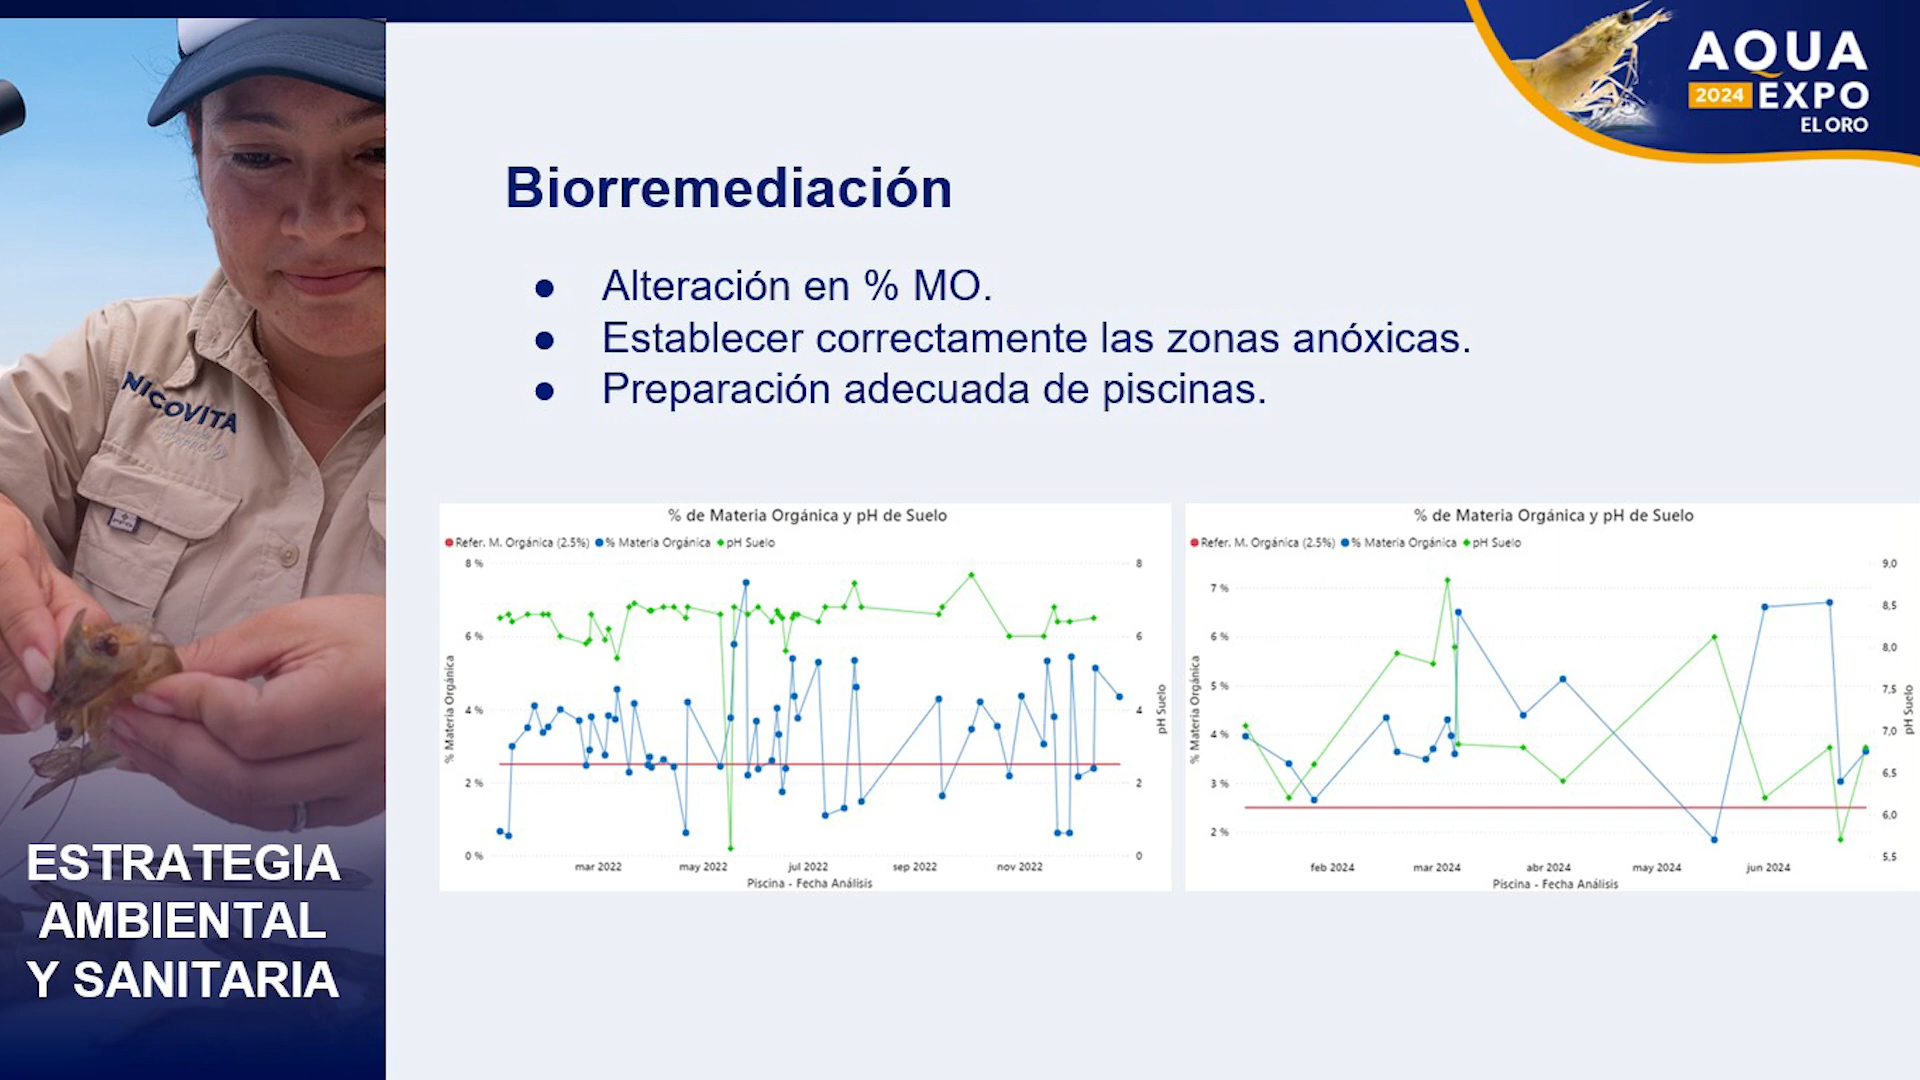 AQUA
2024 EXPO
EL ORO
NICOVITA
Biorremediación
● Alteración en % MO.
● Establecer correctamente las zonas anóxicas.
● Preparación adecuada de piscinas.
% de Materia Orgánica y pH de Suelo
Refer. M. Orgánica (2.5%) % Materia Orgánica pH Suelo
8 %
6 %
4 %
2 %
0 %
% Materia Orgánica
8
6
4
2
0
pH Suelo
mar 2022 may 2022 jul 2022 sep 2022 nov 2022
Piscina - Fecha Análisis
% de Materia Orgánica y pH de Suelo
Refer. M. Orgánica (2.5%) % Materia Orgánica pH Suelo
7 %
6 %
5 %
4 %
3 %
2 %
% Materia Orgánica
9,0
8,5
8,0
7,5
7,0
6,5
6,0
5,5
pH Suelo
feb 2024 mar 2024 abr 2024 may 2024 jun 2024
Piscina - Fecha Análisis
ESTRATEGIA
AMBIENTAL
Y SANITARIA